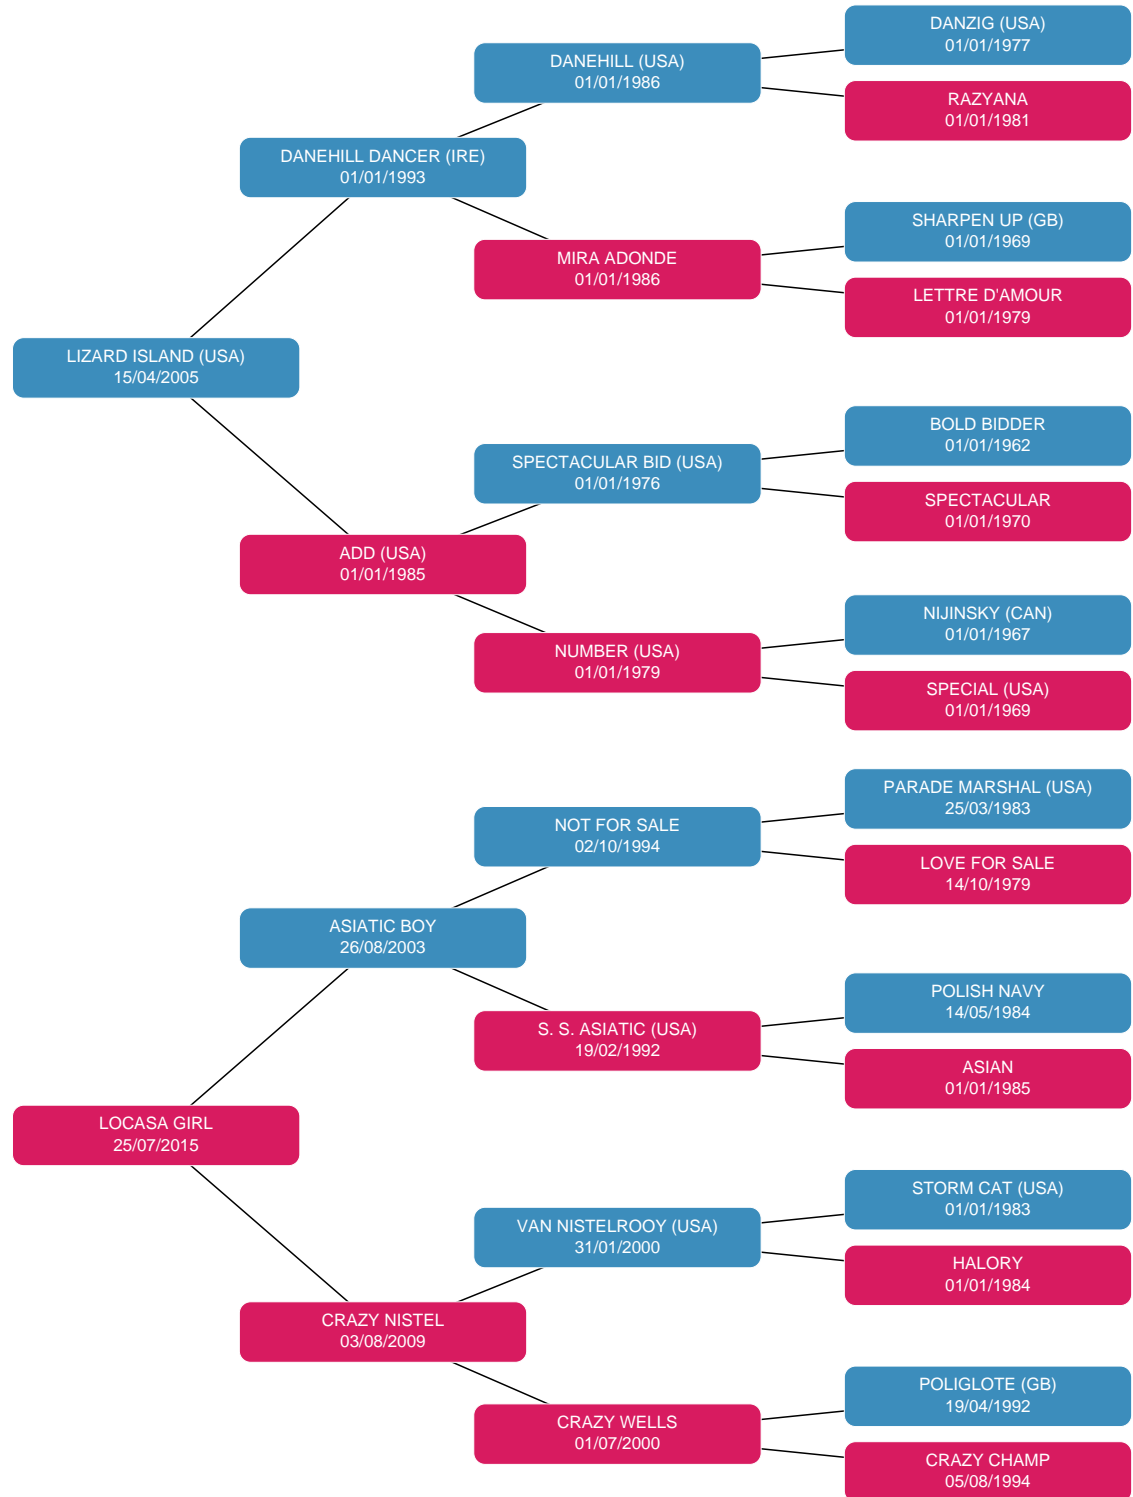 DANZIG (USA)
01/01/1977
DANEHILL (USA)
01/01/1986
RAZYANA
01/01/1981
DANEHILL DANCER (IRE)
01/01/1993
SHARPEN UP (GB)
01/01/1969
MIRA ADONDE
01/01/1986
LETTRE D'AMOUR
01/01/1979
LIZARD ISLAND (USA)
15/04/2005
BOLD BIDDER
01/01/1962
SPECTACULAR BID (USA)
01/01/1976
SPECTACULAR
01/01/1970
ADD (USA)
01/01/1985
NIJINSKY (CAN)
01/01/1967
NUMBER (USA)
01/01/1979
SPECIAL (USA)
01/01/1969
PARADE MARSHAL (USA)
25/03/1983
NOT FOR SALE
02/10/1994
LOVE FOR SALE
14/10/1979
ASIATIC BOY
26/08/2003
POLISH NAVY
14/05/1984
S. S. ASIATIC (USA)
19/02/1992
ASIAN
01/01/1985
LOCASA GIRL
25/07/2015
STORM CAT (USA)
01/01/1983
VAN NISTELROOY (USA)
31/01/2000
HALORY
01/01/1984
CRAZY NISTEL
03/08/2009
POLIGLOTE (GB)
19/04/1992
CRAZY WELLS
01/07/2000
CRAZY CHAMP
05/08/1994